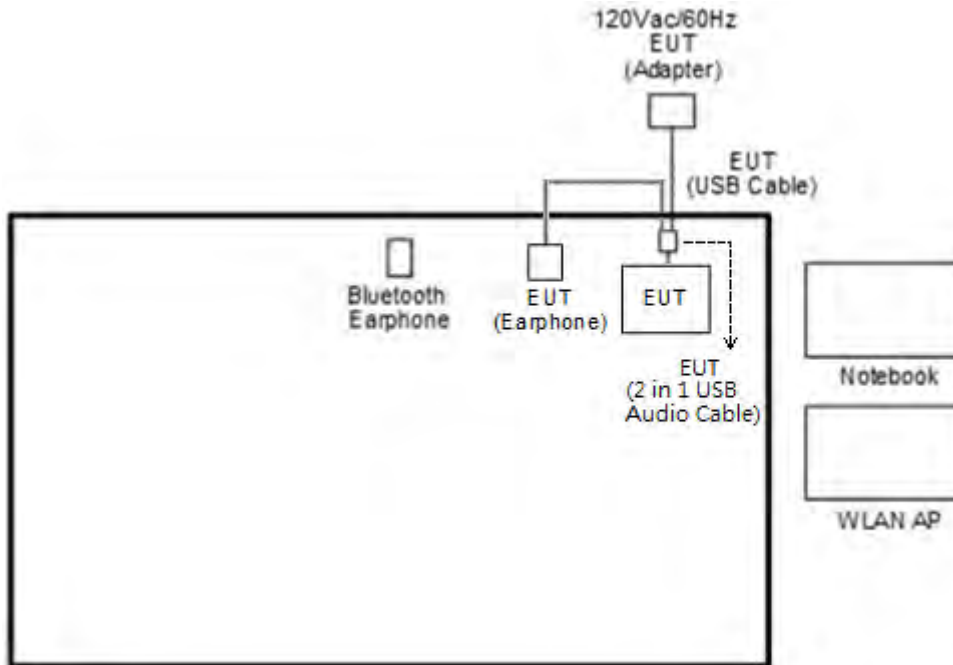 120Vac/60Hz
EUT
(Adapter)
EUT
(USB Cable)
Bluetooth
Earphone
EUT
(Earphone)
EUT
EUT
(2 in 1 USB
Audio Cable)
Notebook
WLAN AP